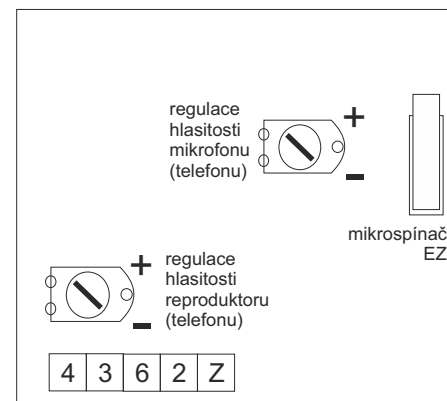 regulace
hlasitosti
mikrofonu
(telefonu)
+
−
mikrospínač
EZ
+
−
regulace
hlasitosti
reproduktoru
(telefonu)
4 3 6 2 Z